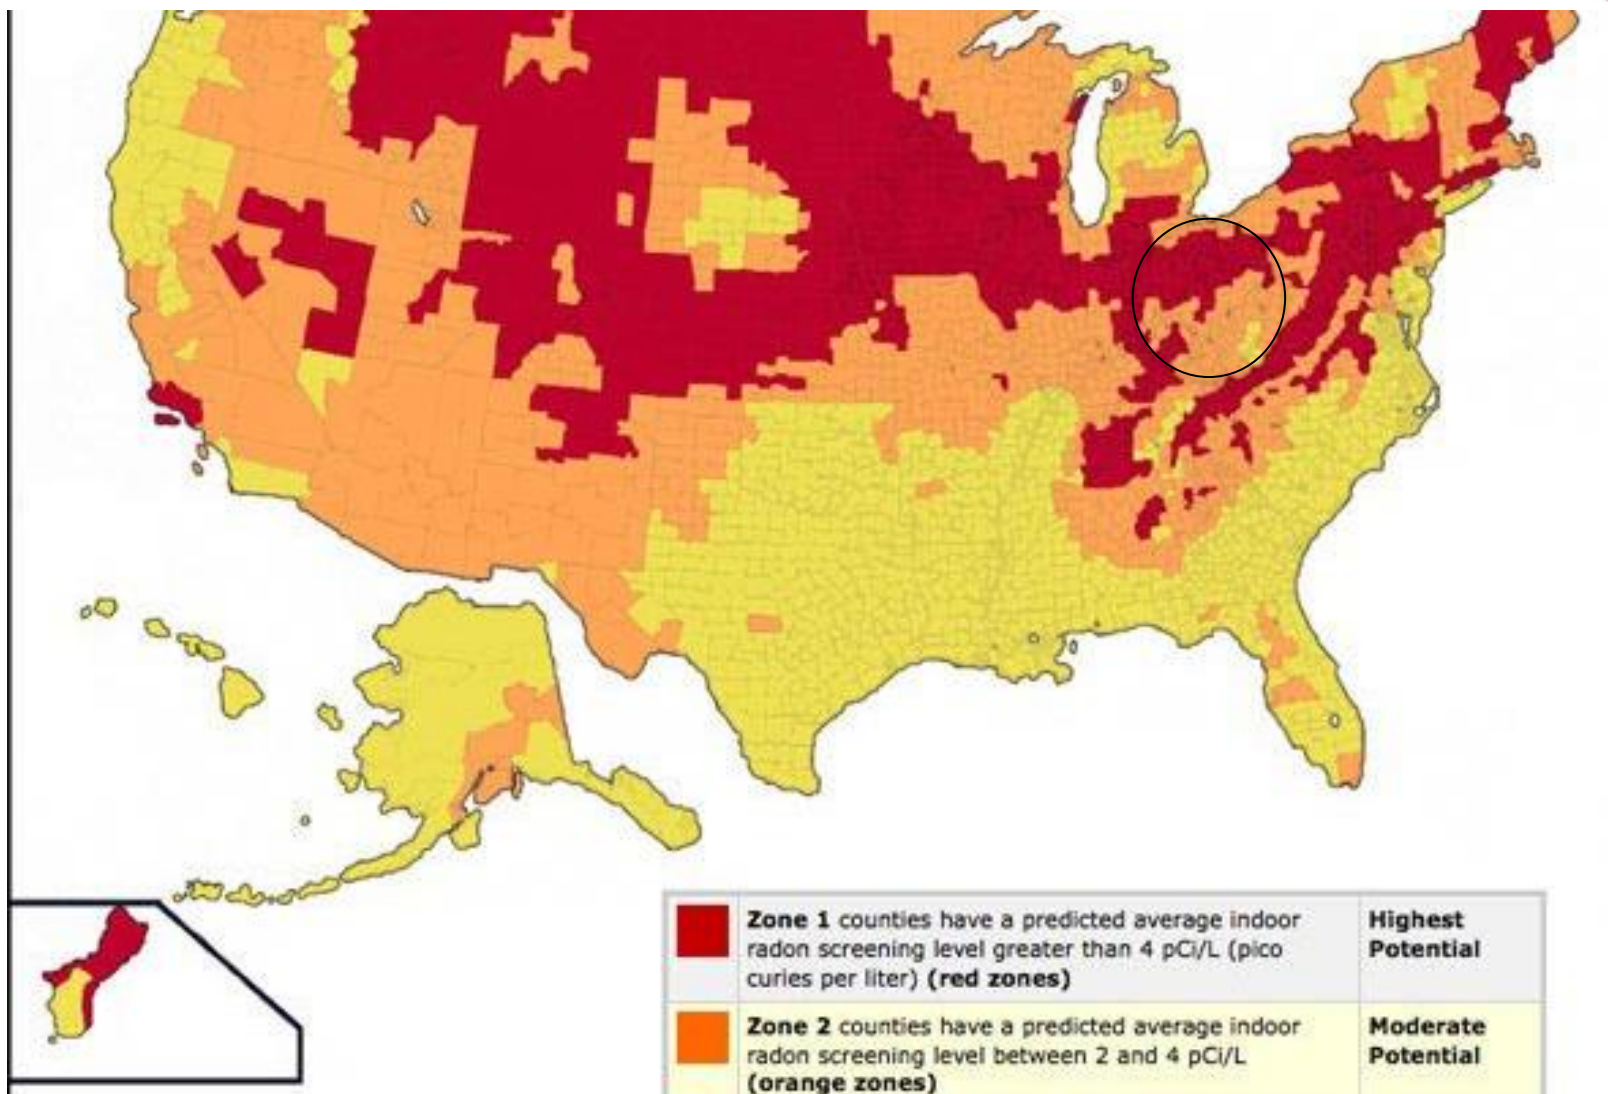 Zone 1 counties have a predicted average indoor
radon screening level greater than 4 pCi/L (pico
curies per liter) (red zones)
Highest
Potential
Zone 2 counties have a predicted average indoor
radon screening level between 2 and 4 pCi/L
(orange zones)
Moderate
Potential